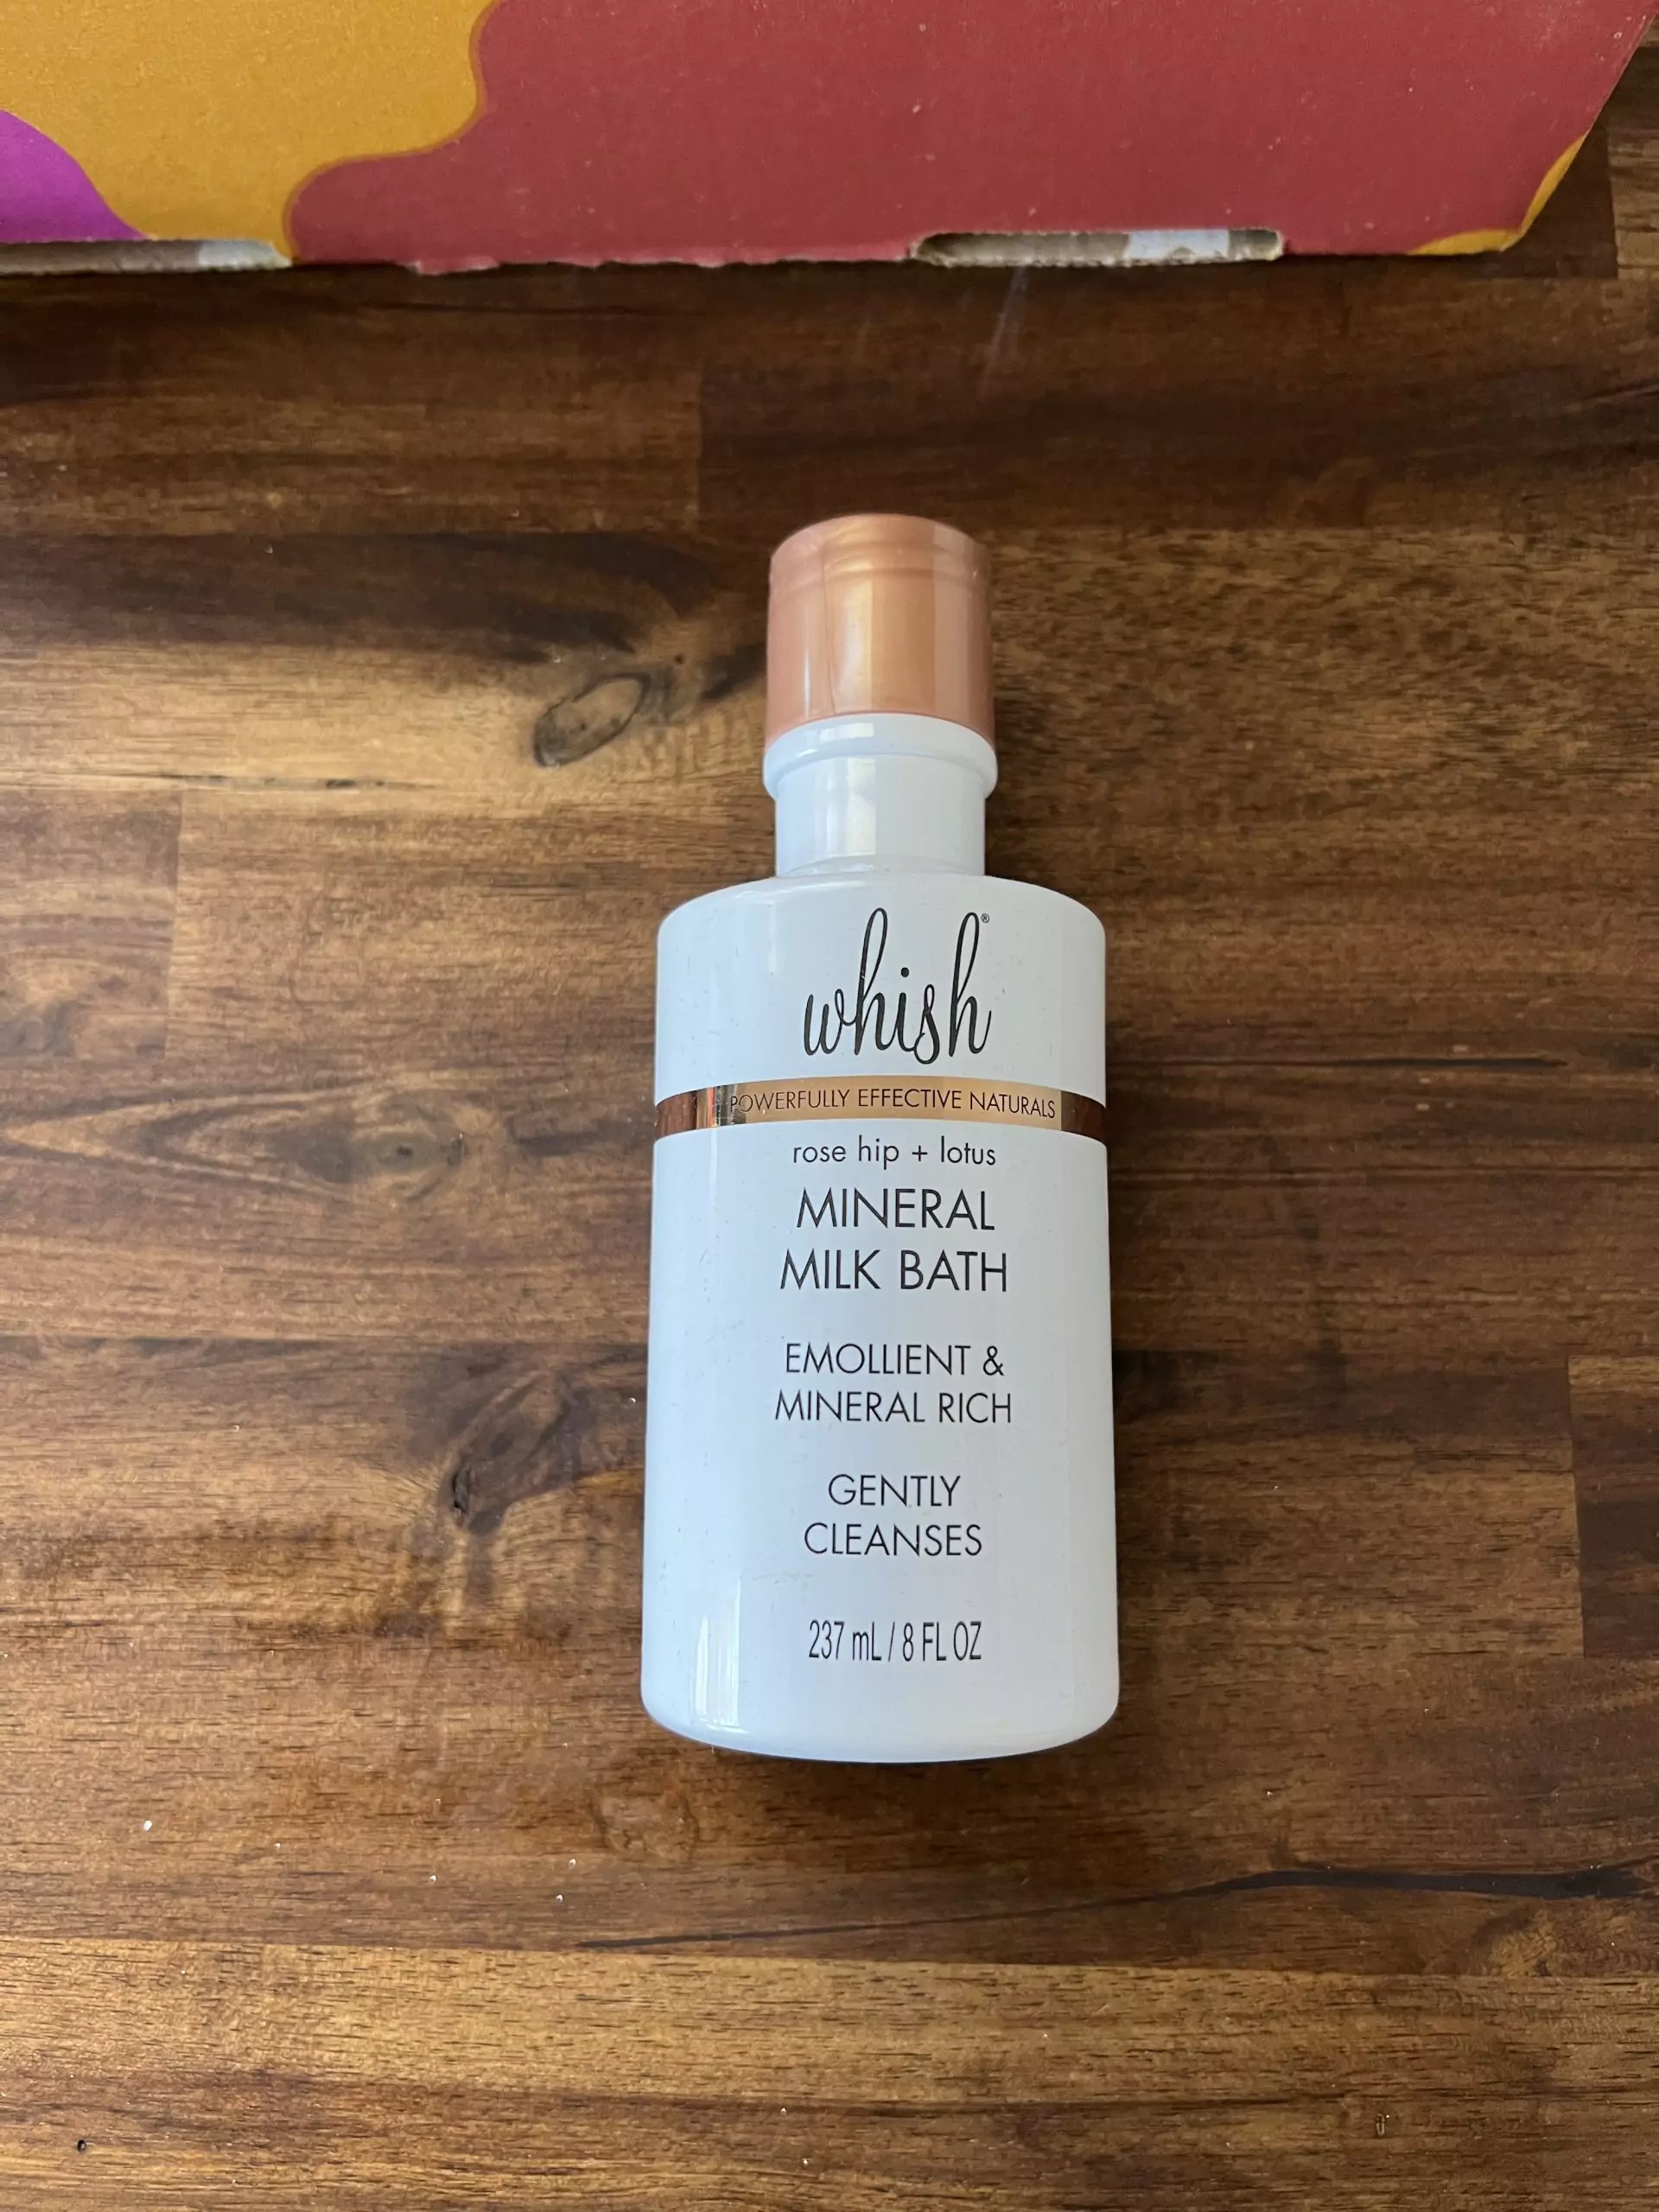 whish®
POWERFULLY EFFECTIVE NATURALS
rose hip + lotus
MINERAL
MILK BATH
EMOLLIENT &
MINERAL RICH
GENTLY
CLEANSES
237 mL / 8 FL OZ